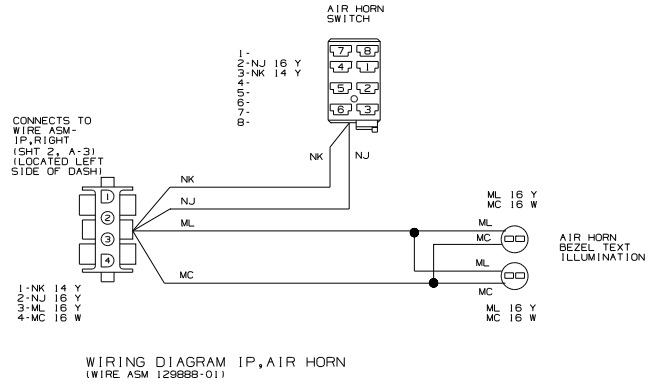 AIR HORN
SWITCH
1-
2-NJ 16 Y
3-NK 14 Y
4-
5-
6-
7-
8-
7 8
4 1
5 2
6 3
CONNECTS TO
WIRE ASM-
IP,RIGHT
(SHT 2, A-3)
(LOCATED LEFT
SIDE OF DASH)
NK
NJ
NK
NJ
ML
MC
1
2
3
4
ML 16 Y
MC 16 W
ML
MC
ML
MC
AIR HORN
BEZEL TEXT
ILLUMINATION
ML 16 Y
MC 16 W
1-NK 14 Y
2-NJ 16 Y
3-ML 16 Y
4-MC 16 W
WIRING DIAGRAM IP,AIR HORN
(WIRE ASM 129888-01)